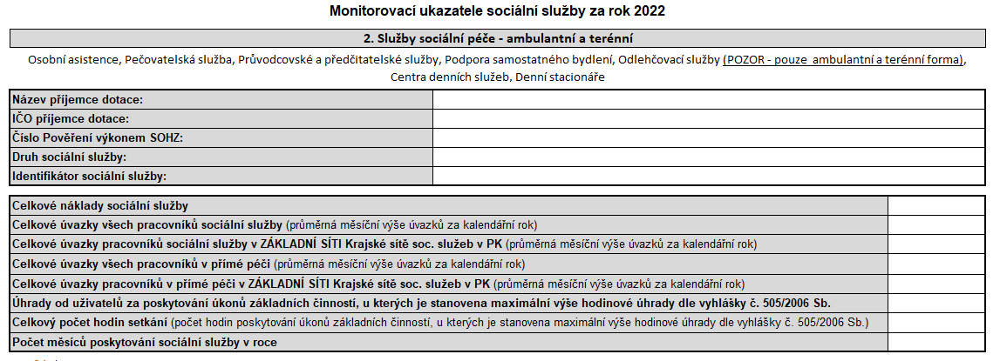 Monitorovací ukazatele sociální služby za rok 2022
2. Služby sociální péče - ambulantní a terénní
Osobní asistence, Pečovatelská služba, Průvodcovské a předčitatelské služby, Podpora samostatného bydlení, Odlehčovací služby (POZOR - pouze ambulantní a terénní forma),
Centra denních služeb, Denní stacionáře
Název příjemce dotace:
IČO příjemce dotace:
Číslo Pověření výkonem SOHZ:
Druh sociální služby:
Identifikátor sociální služby:
Celkové náklady sociální služby
Celkové úvazky všech pracovníků sociální služby (průměrná měsíční výše úvazků za kalendářní rok)
Celkové úvazky pracovníků sociální služby v ZÁKLADNÍ SÍTI Krajské sítě soc. služeb v PK (průměrná měsíční výše úvazků za kalendářní rok)
Celkové úvazky všech pracovníků v přímé péči (průměrná měsíční výše úvazků za kalendářní rok)
Celkové úvazky pracovníků v přímé péči v ZÁKLADNÍ SÍTI Krajské sítě soc. služeb v PK (průměrná měsíční výše úvazků za kalendářní rok)
Úhrady od uživatelů za poskytování úkonů základních činností, u kterých je stanovena maximální výše hodinové úhrady dle vyhlášky č. 505/2006 Sb.
Celkový počet hodin setkání (počet hodin poskytování úkonů základních činností, u kterých je stanovena maximální výše hodinové úhrady dle vyhlášky č. 505/2006 Sb.)
Počet měsíců poskytování sociální služby v roce